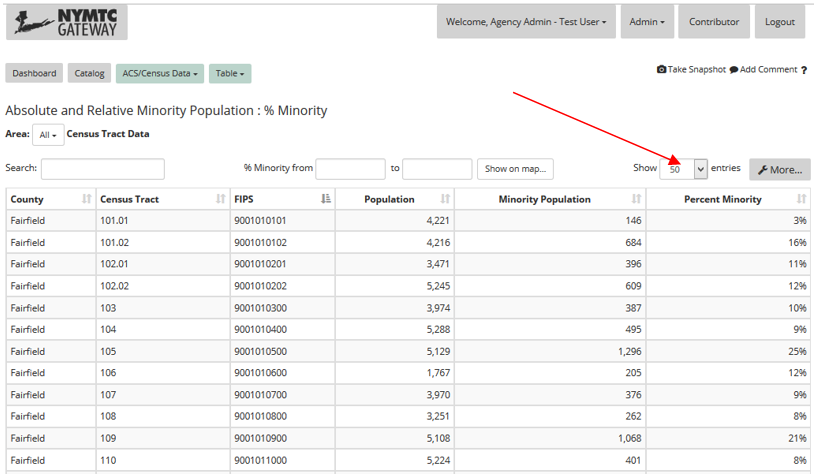 NYMTC
GATEWAY
Welcome, Agency Admin - Test User
Admin
Contributor
Logout
Dashboard
Catalog
ACS/Census Data
Table
Take Snapshot
Add Comment
?
Absolute and Relative Minority Population : % Minority
Area: All Census Tract Data
Search: % Minority from to Show on map... Show 50 entries More...
County Census Tract FIPS Population Minority Population Percent Minority
Fairfield 101.01 9001010101 4,221 146 3%
Fairfield 101.02 9001010102 4,216 684 16%
Fairfield 102.01 9001010201 3,471 396 11%
Fairfield 102.02 9001010202 5,245 609 12%
Fairfield 103 9001010300 3,974 387 10%
Fairfield 104 9001010400 5,288 495 9%
Fairfield 105 9001010500 5,129 1,296 25%
Fairfield 106 9001010600 1,767 205 12%
Fairfield 107 9001010700 3,970 376 9%
Fairfield 108 9001010800 3,251 262 8%
Fairfield 109 9001010900 5,108 1,068 21%
Fairfield 110 9001011000 5,224 401 8%